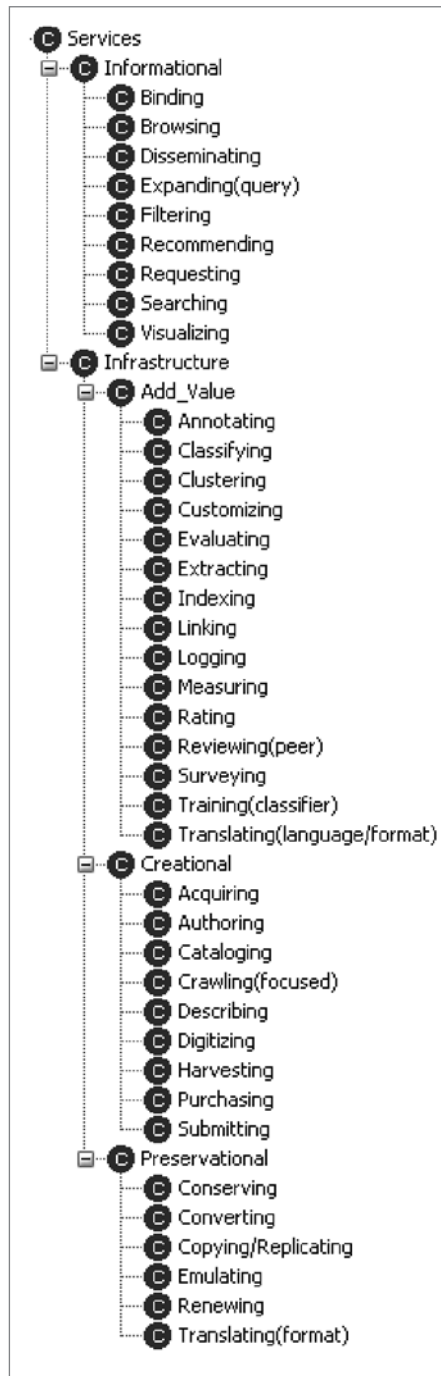 C Services
C Informational
C Binding
C Browsing
C Disseminating
C Expanding(query)
C Filtering
C Recommending
C Requesting
C Searching
C Visualizing
C Infrastructure
C Add_Value
C Annotating
C Classifying
C Clustering
C Customizing
C Evaluating
C Extracting
C Indexing
C Linking
C Logging
C Measuring
C Rating
C Reviewing(peer)
C Surveying
C Training(classifier)
C Translating(language/format)
C Creational
C Acquiring
C Authoring
C Cataloging
C Crawling(focused)
C Describing
C Digitizing
C Harvesting
C Purchasing
C Submitting
C Preservational
C Conserving
C Converting
C Copying/Replicating
C Emulating
C Renewing
C Translating(format)